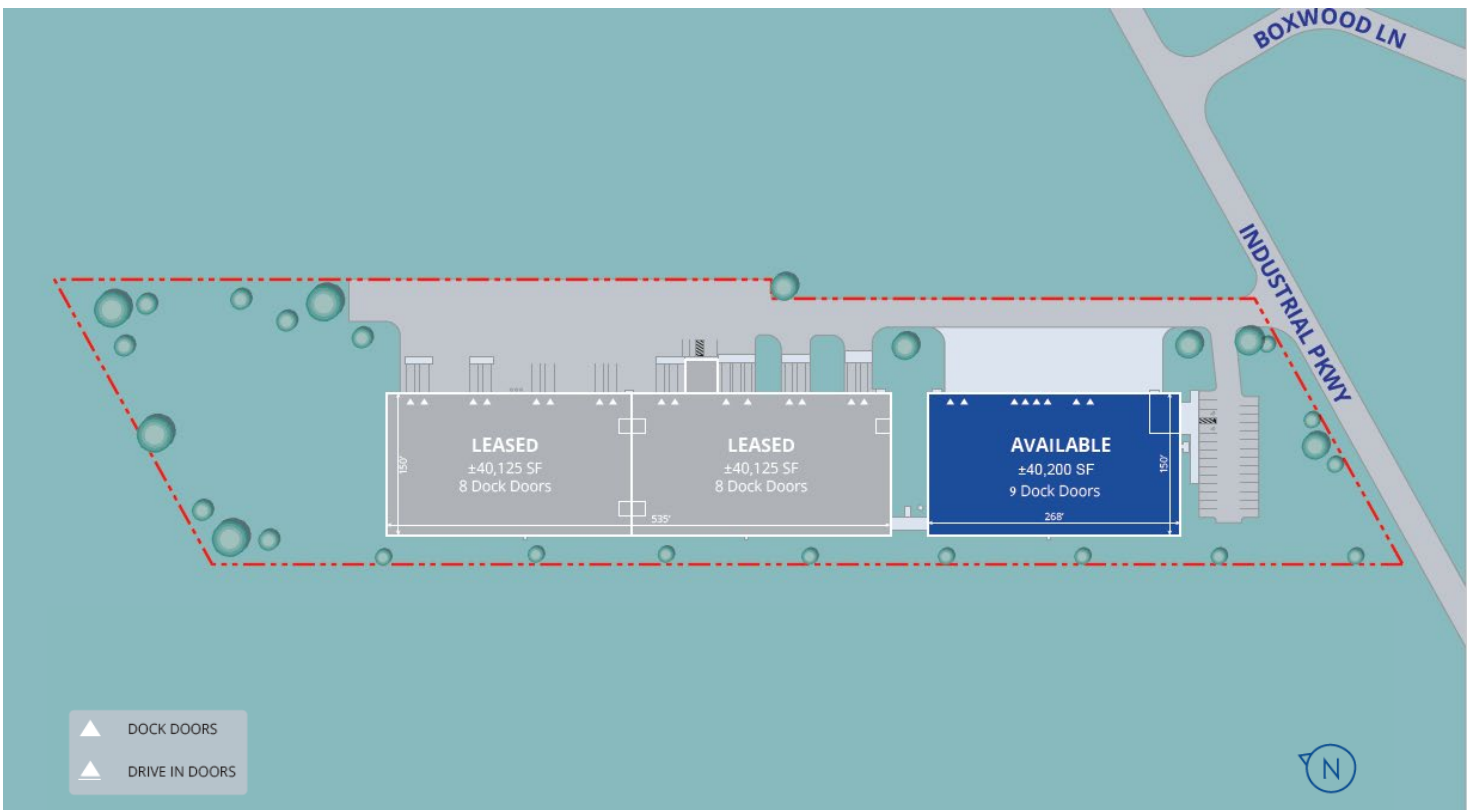 BOXWOOD LN
INDUSTRIAL PKWY
LEASED
±40,125 SF
8 Dock Doors
150'
LEASED
±40,125 SF
8 Dock Doors
535'
AVAILABLE
±40,200 SF
9 Dock Doors
150'
268'
DOCK DOORS
DRIVE IN DOORS
N